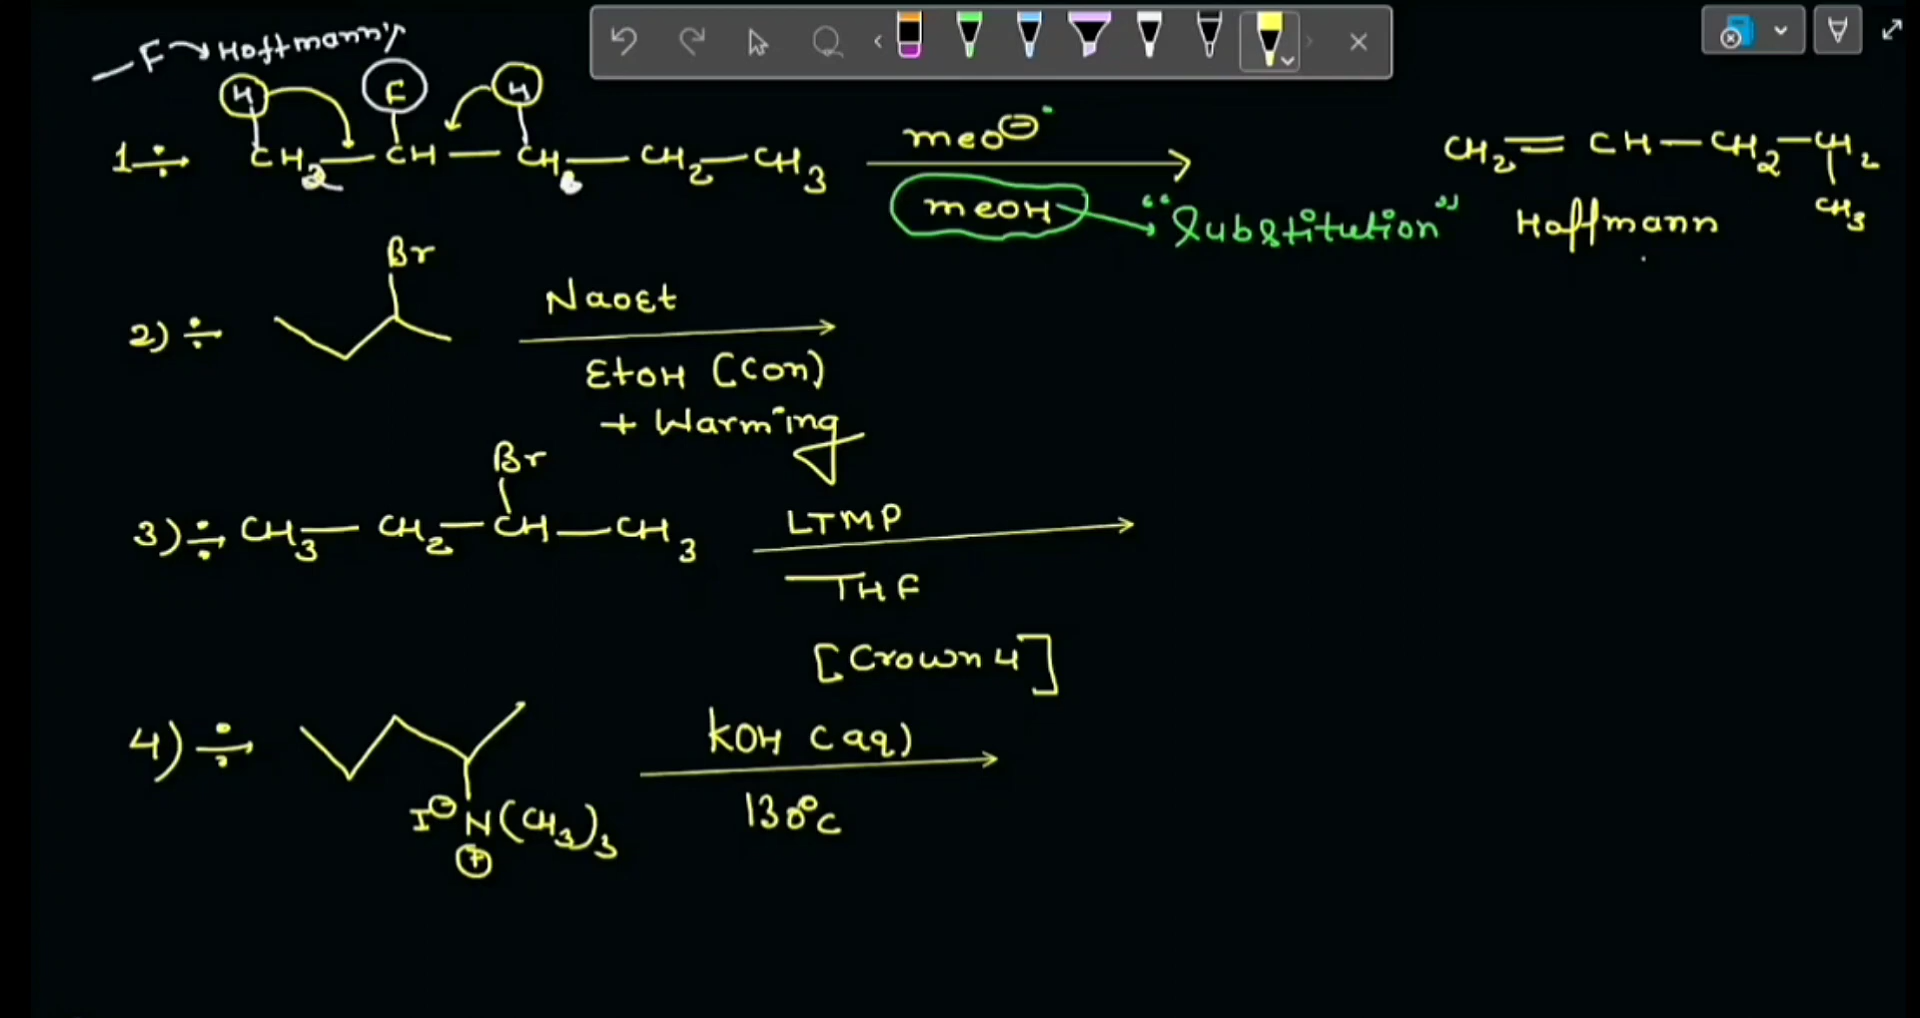 F → Hoffmann's
H F H
1÷ CH2—CH—CH2—CH2—CH3 meo⊖ CH2=CH—CH2—CH2
meOH → "Substitution" CH3
Hoffmann
Br
2)÷ NaoEt
EtOH (Con)
+ Warming
Br
3)÷ CH3—CH2—CH—CH3 LTMP
THF
[Crown 4]
4)÷ KOH (aq)
I⊖ N(CH3)3 130°C
⊕